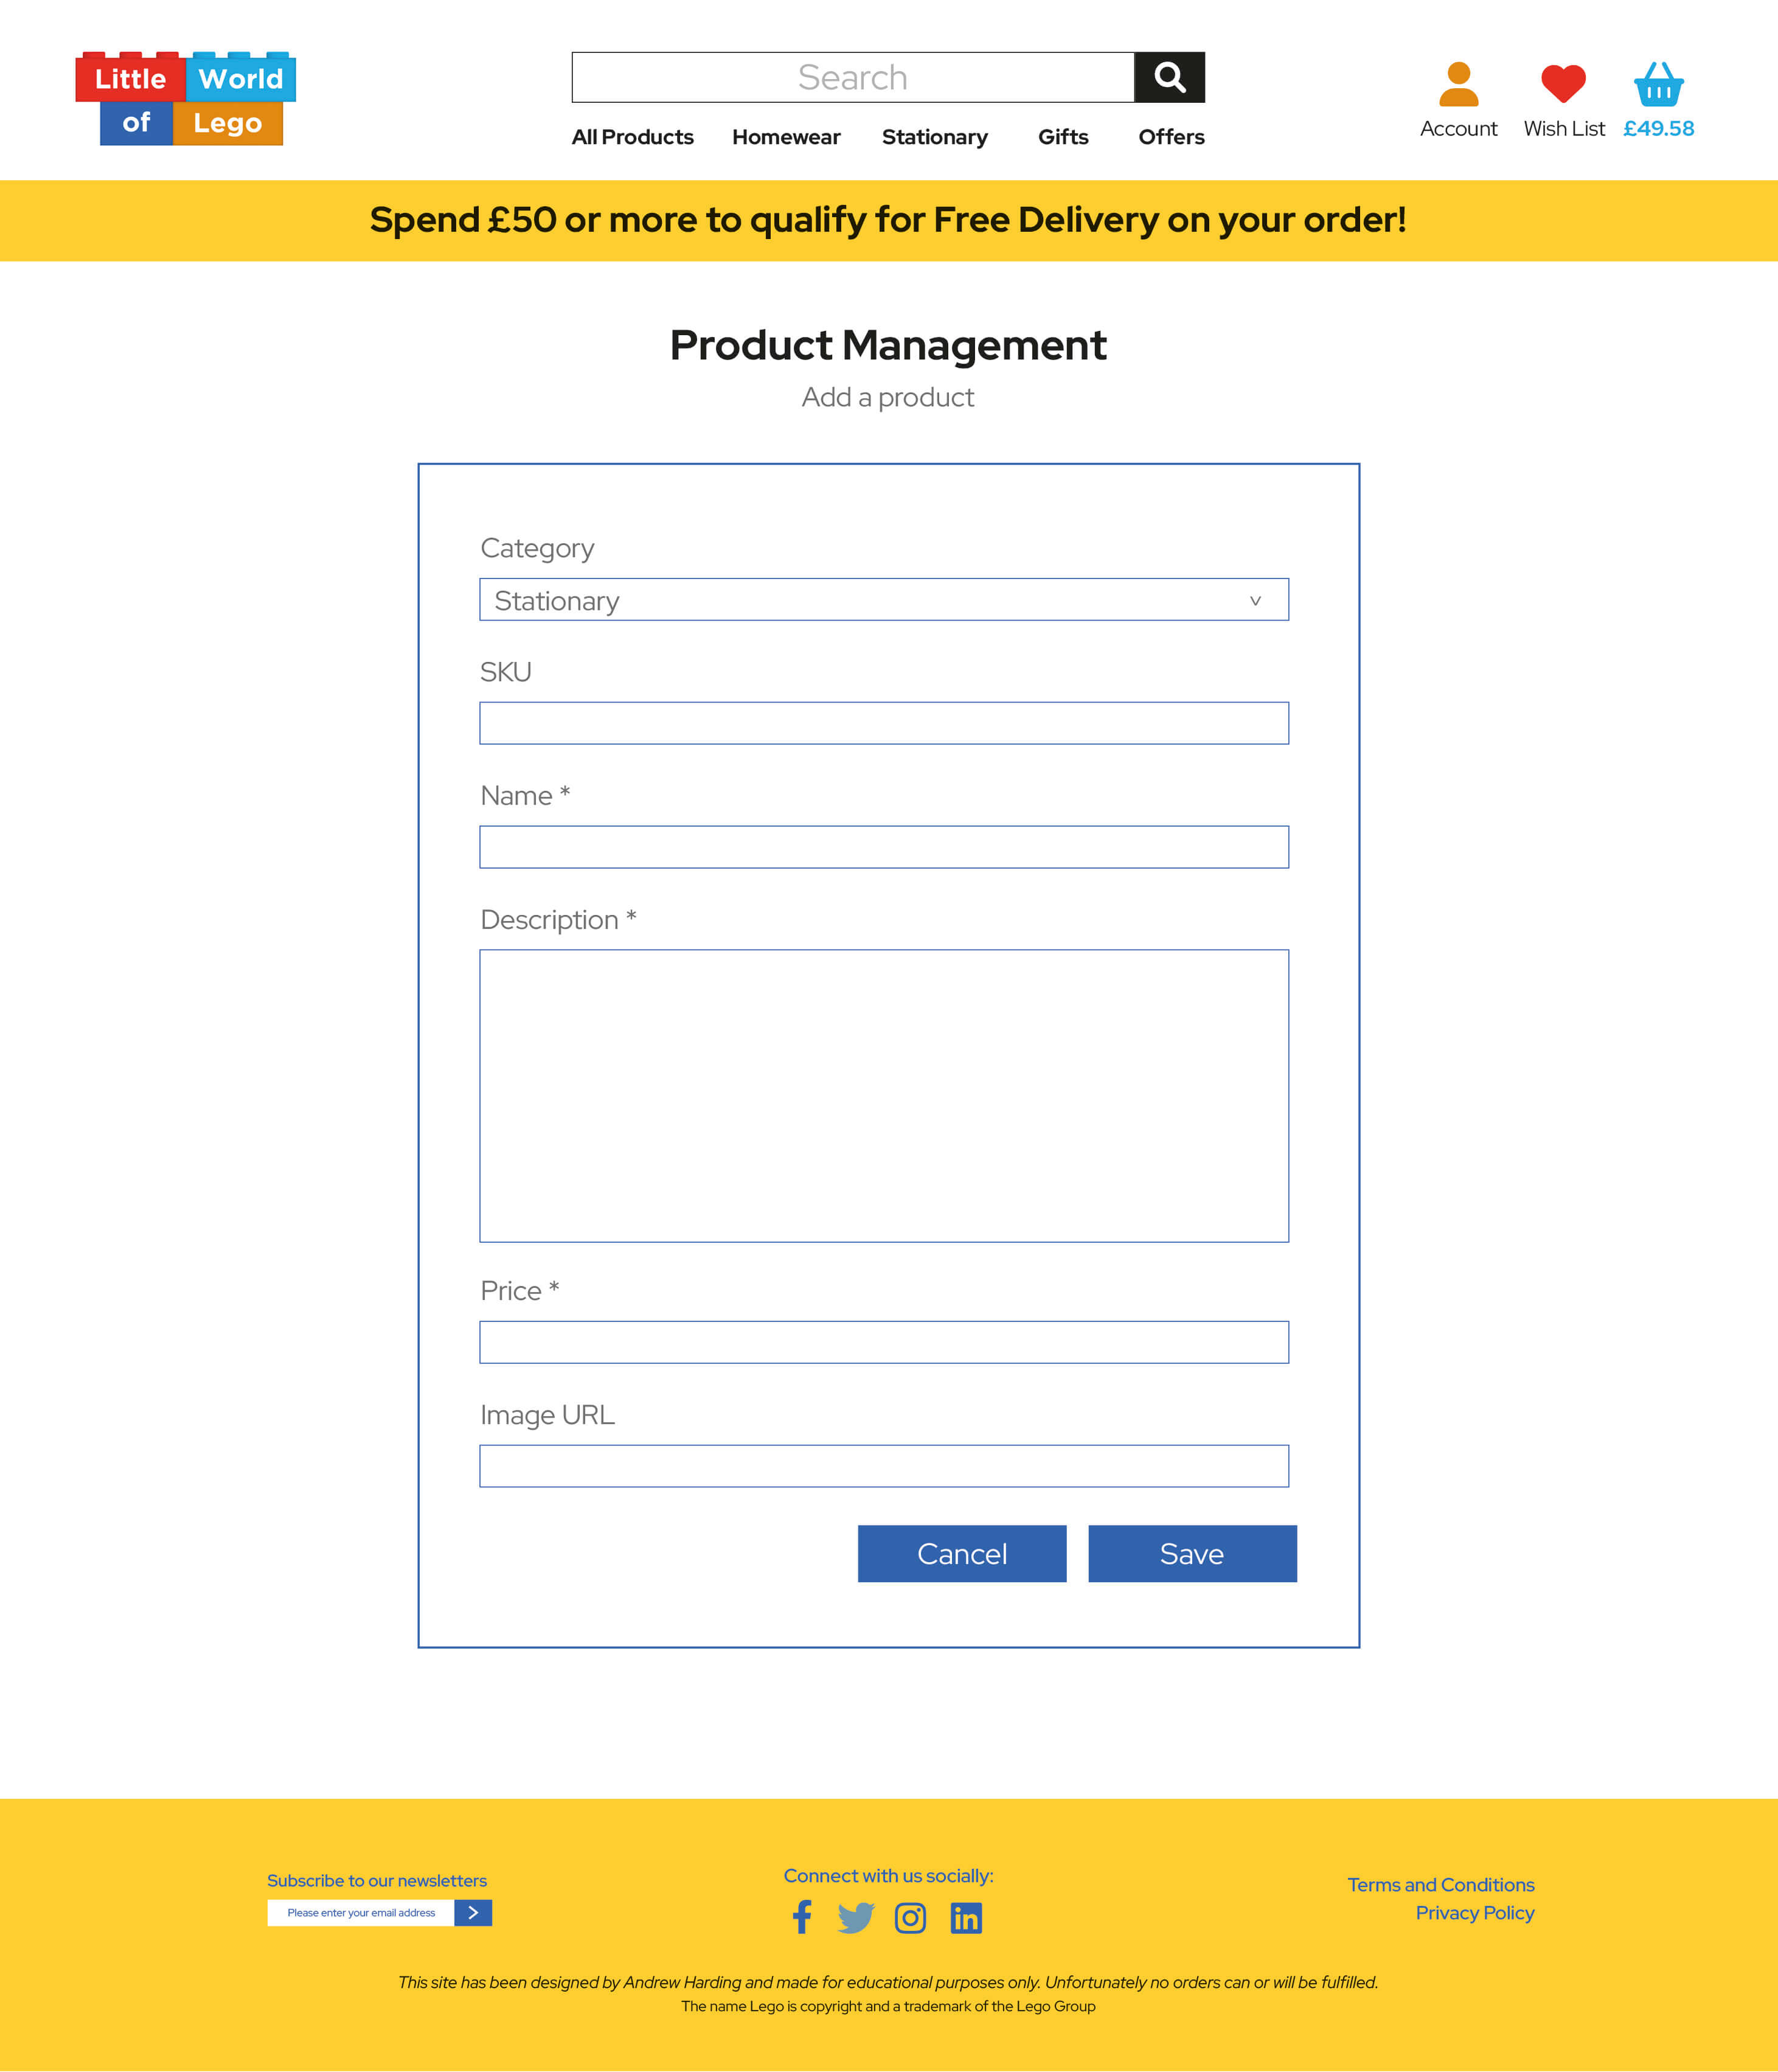 Little World
of Lego
Search
All Products Homewear Stationary Gifts Offers
Account Wish List £49.58
Spend £50 or more to qualify for Free Delivery on your order!
Product Management
Add a product
Category
Stationary
SKU
Name *
Description *
Price *
Image URL
Cancel Save
Subscribe to our newsletters
Please enter your email address
Connect with us socially:
Terms and Conditions
Privacy Policy
This site has been designed by Andrew Harding and made for educational purposes only. Unfortunately no orders can or will be fulfilled.
The name Lego is copyright and a trademark of the Lego Group